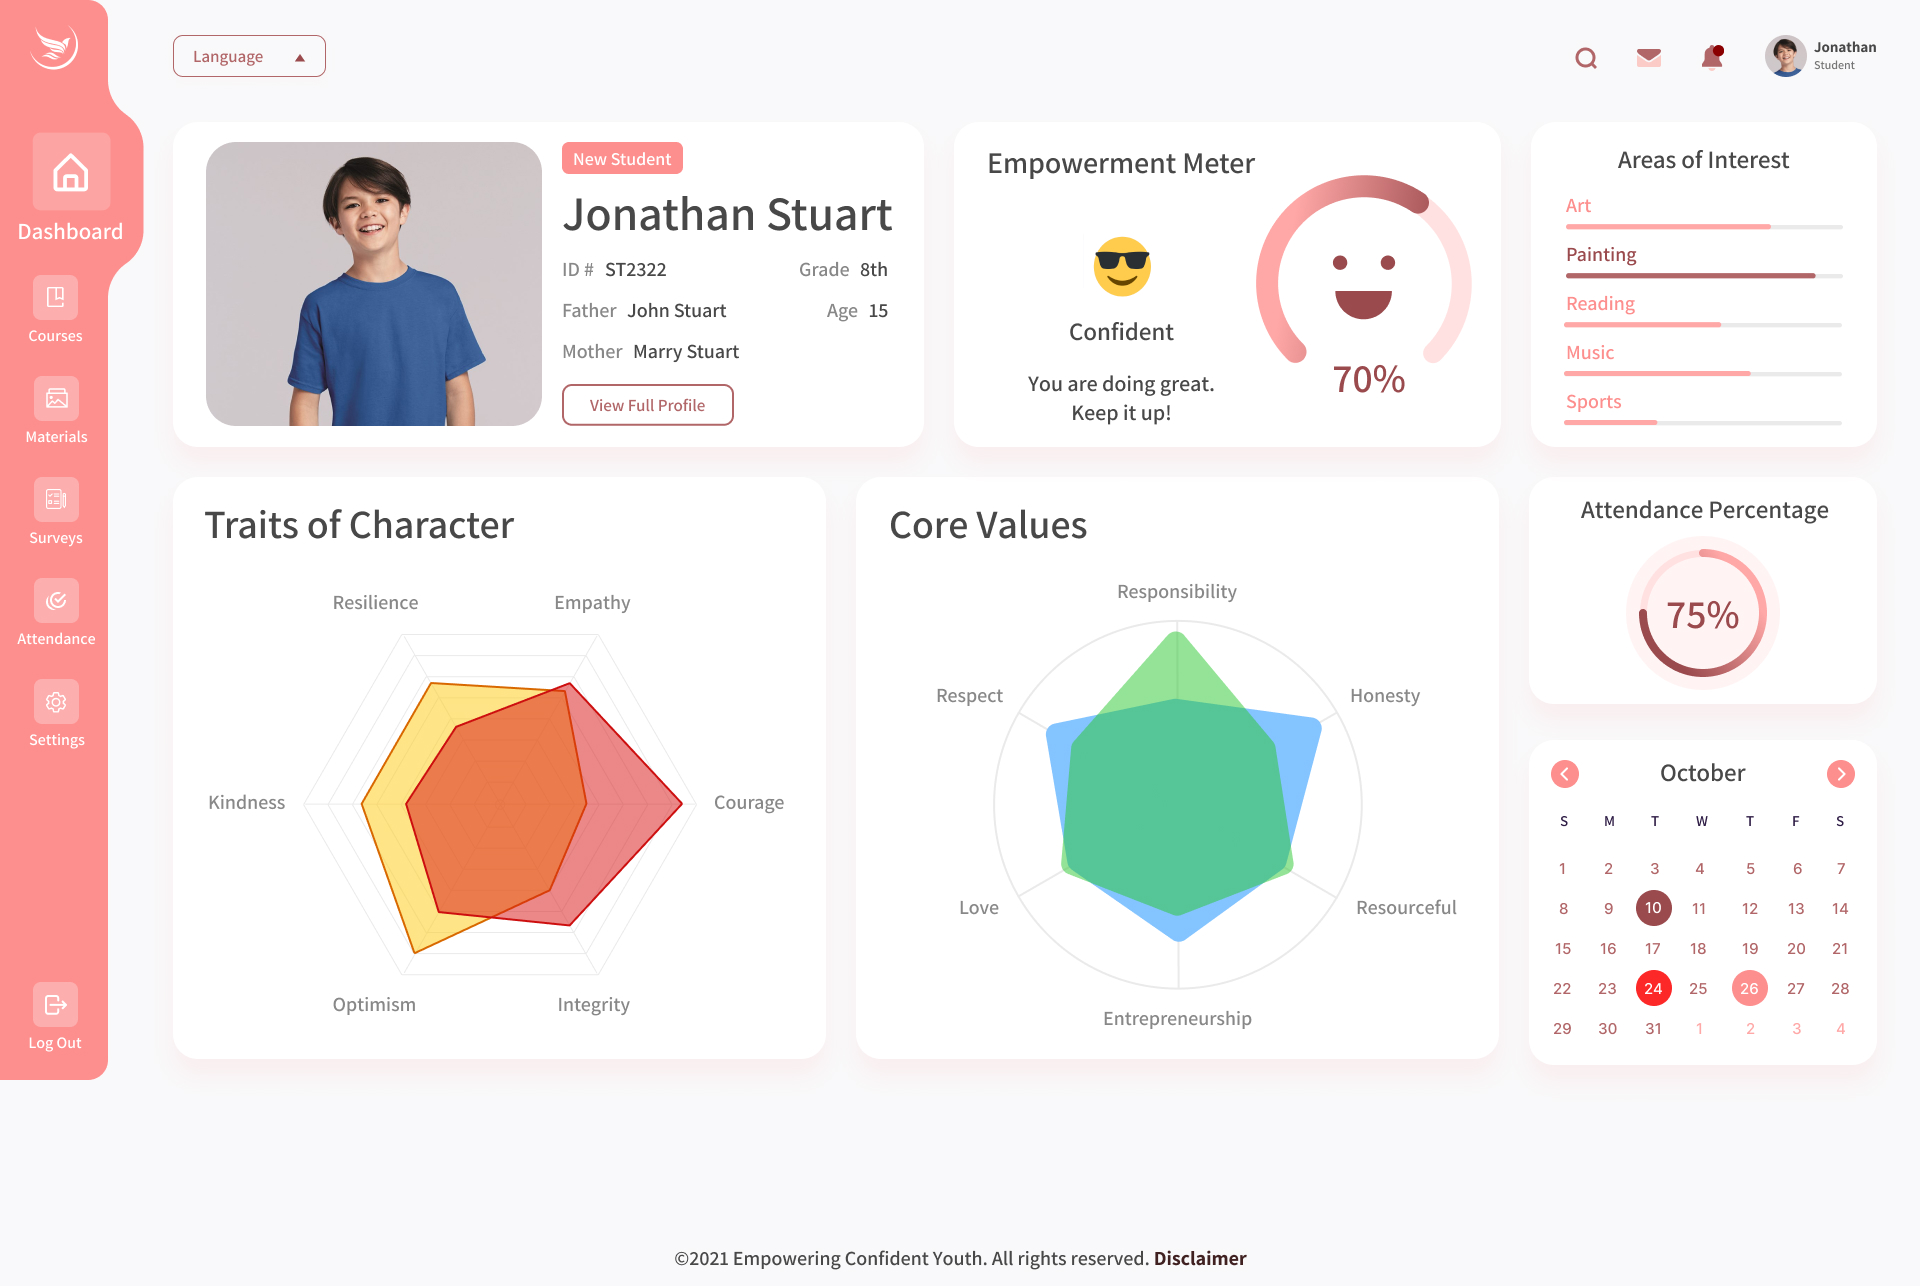 Language
Jonathan
Student
Dashboard
Courses
Materials
Surveys
Attendance
Settings
Log Out
New Student
Jonathan Stuart
ID # ST2322 Grade 8th
Father John Stuart Age 15
Mother Marry Stuart
View Full Profile
Empowerment Meter
Confident
You are doing great.
Keep it up!
70%
Areas of Interest
Art
Painting
Reading
Music
Sports
Traits of Character
Resilience Empathy
Kindness Courage
Optimism Integrity
Core Values
Responsibility
Respect Honesty
Love Resourceful
Entrepreneurship
Attendance Percentage
75%
October
S M T W T F S
1 2 3 4 5 6 7
8 9 10 11 12 13 14
15 16 17 18 19 20 21
22 23 24 25 26 27 28
29 30 31 1 2 3 4
©2021 Empowering Confident Youth. All rights reserved. Disclaimer